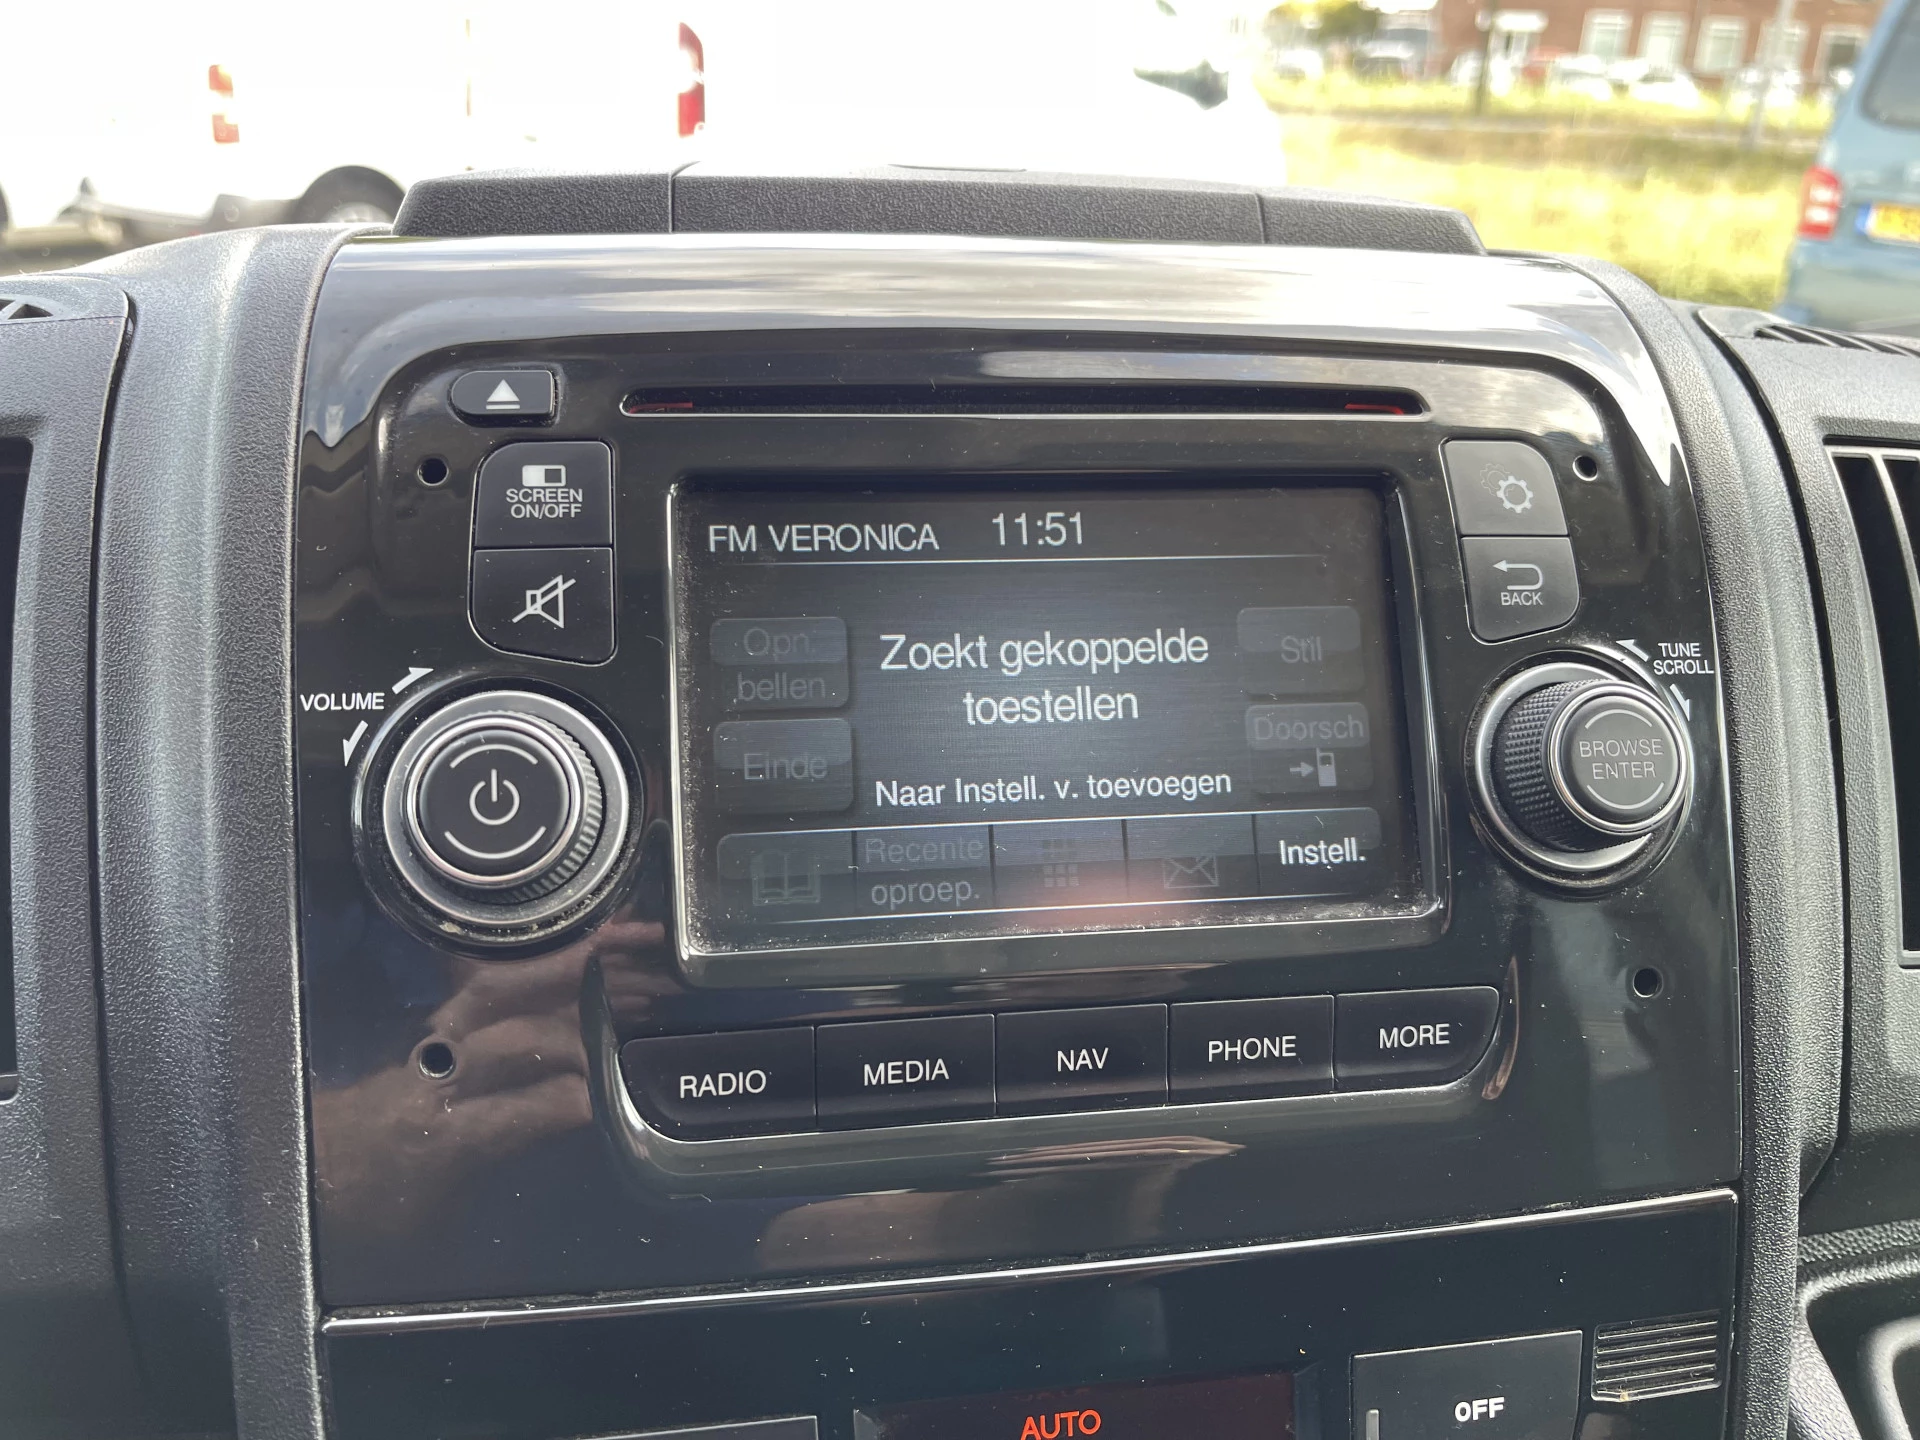 SCREEN
ON/OFF
VOLUME
FM VERONICA 11:51
Opn.
bellen
Einde
Zoekt gekoppelde
toestellen
Naar Instell. v. toevoegen
Stil
Doorsch
Recente
oproep.
Instell.
BACK
TUNE
SCROLL
BROWSE
ENTER
RADIO
MEDIA
NAV
PHONE
MORE
AUTO
OFF